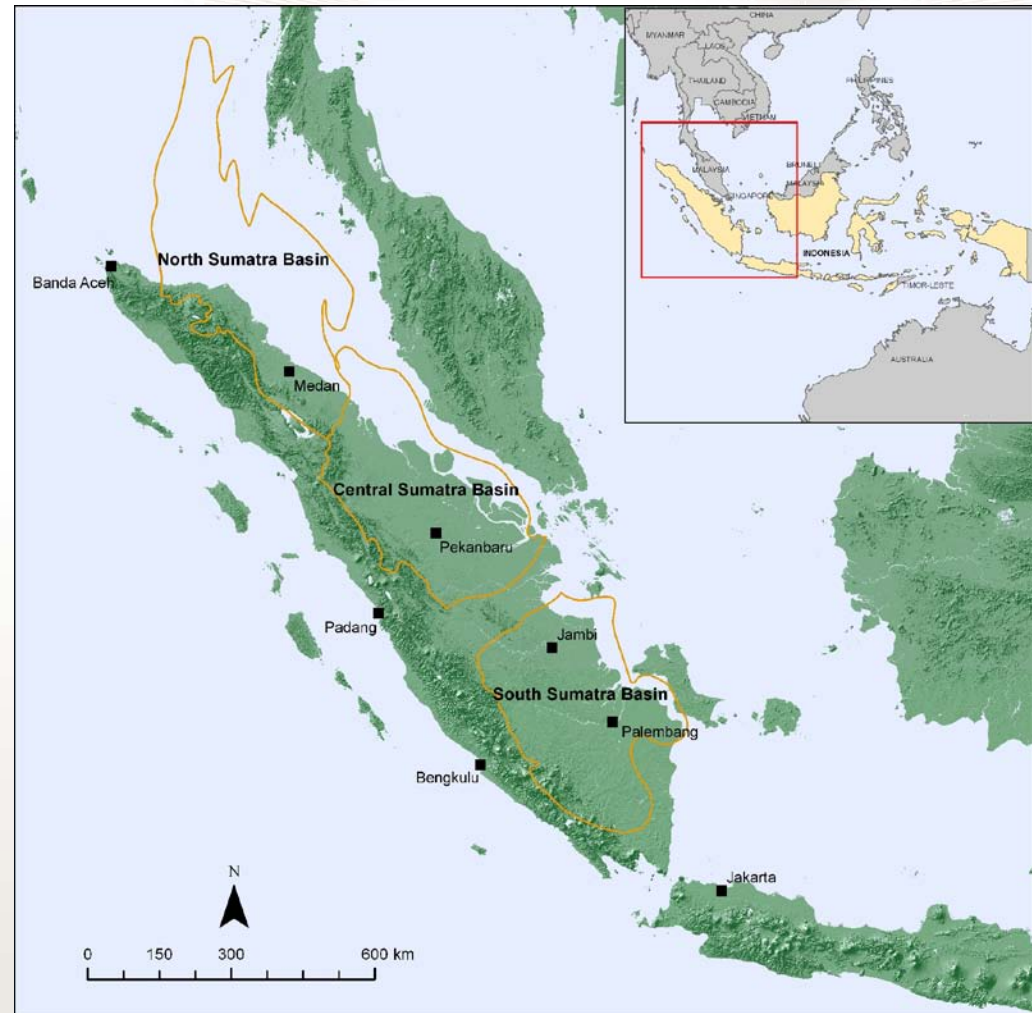 CHINA
MYANMAR
LAOS
THAILAND
PHILIPPINES
CAMBODIA
VIETNAM
MALAYSIA
BRUNEI
MALAYSIA
SINGAPORE
INDONESIA
TIMOR-LESTE
AUSTRALIA
North Sumatra Basin
Banda Aceh
Medan
Central Sumatra Basin
Pekanbaru
Padang
Jambi
South Sumatra Basin
Palembang
Bengkulu
Jakarta
N
0 150 300 600 km